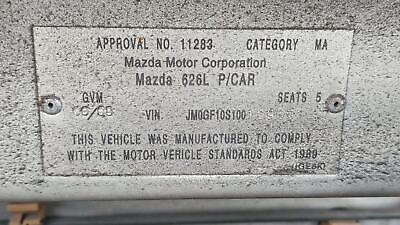 APPROVAL NO. 11283 CATEGORY MA
Mazda Motor Corporation
Mazda 626L P/CAR
GVM SEATS 5
VIN JM0GF10S100
THIS VEHICLE WAS MANUFACTURED TO COMPLY
WITH THE MOTOR VEHICLE STANDARDS ACT 1989